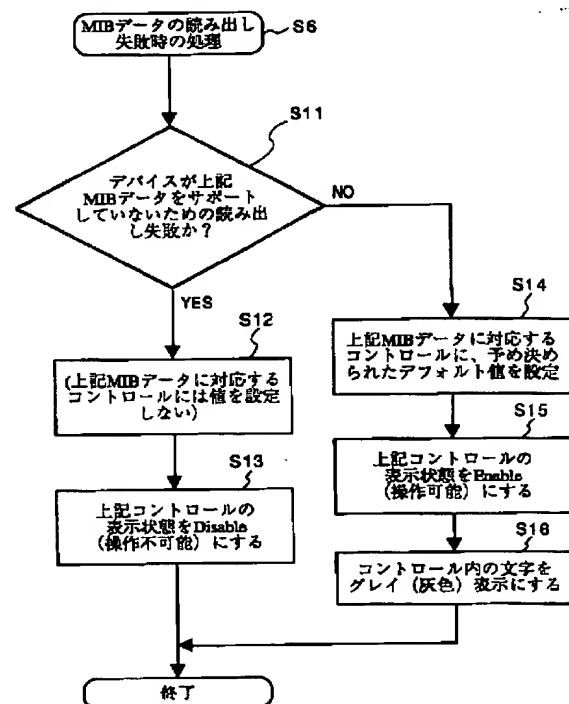 MIBデータの読み出し
失敗時の処理
S6
S11
デバイスが上記
MIBデータをサポート
していないための読み出
し失敗か?
NO
YES
S12
(上記MIBデータに対応する
コントロールには値を設定
しない)
S13
上記コントロールの
表示状態をDisable
(操作不可能)にする
S14
上記MIBデータに対応する
コントロールに、予め決め
られたデフォルト値を設定
S15
上記コントロールの
表示状態をEnable
(操作可能)にする
S16
コントロール内の文字を
グレイ(灰色)表示にする
終了